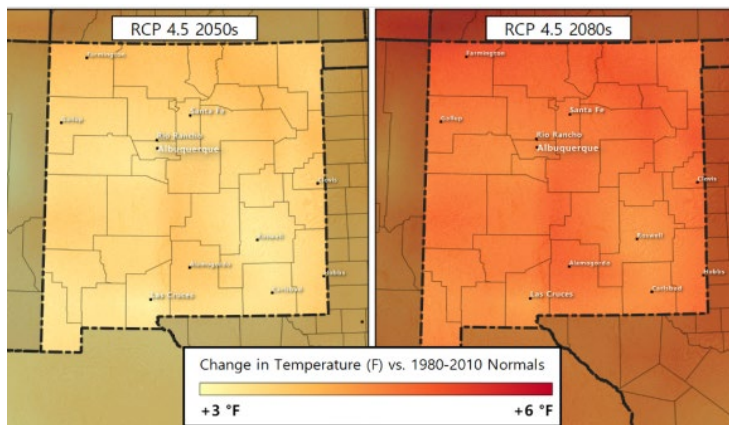 RCP 4.5 2050s
Farmington
Santa Fe
Gallup
Rio Rancho
Albuquerque
Clovis
Roswell
Alamogordo
Hobbs
Las Cruces
Carlsbad
RCP 4.5 2080s
Farmington
Santa Fe
Gallup
Rio Rancho
Albuquerque
Clovis
Roswell
Alamogordo
Hobbs
Las Cruces
Carlsbad
Change in Temperature (F) vs. 1980-2010 Normals
+3 °F
+6 °F